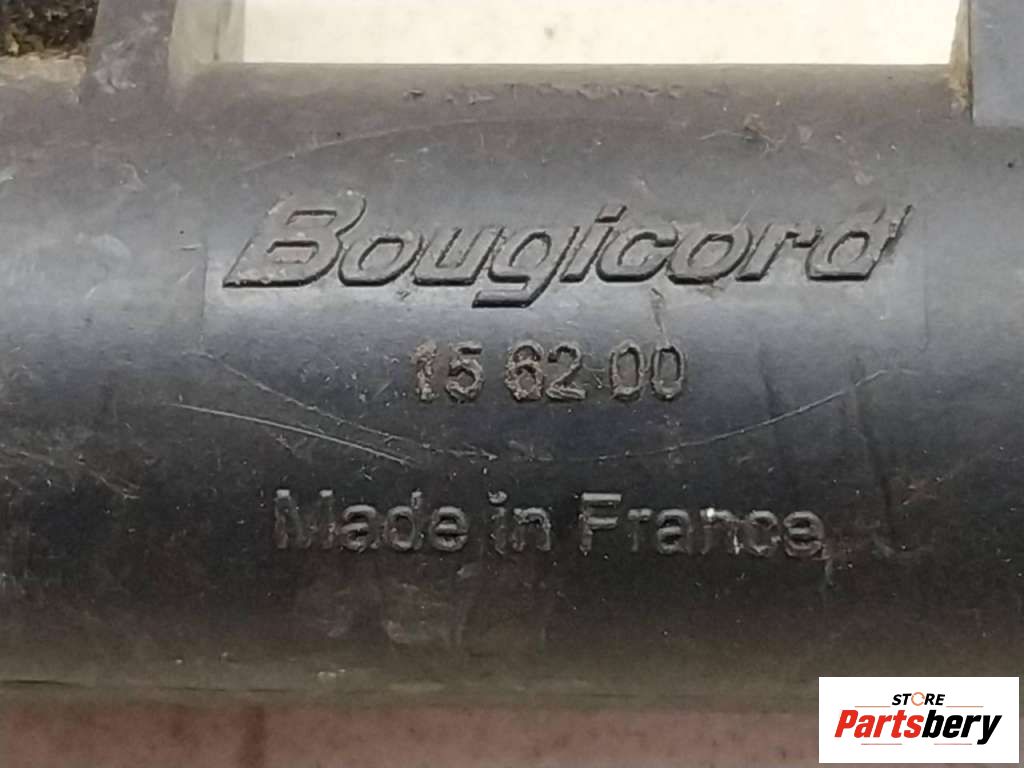 Bougicord
15 62 00
Made in France
STORE
Partsbery